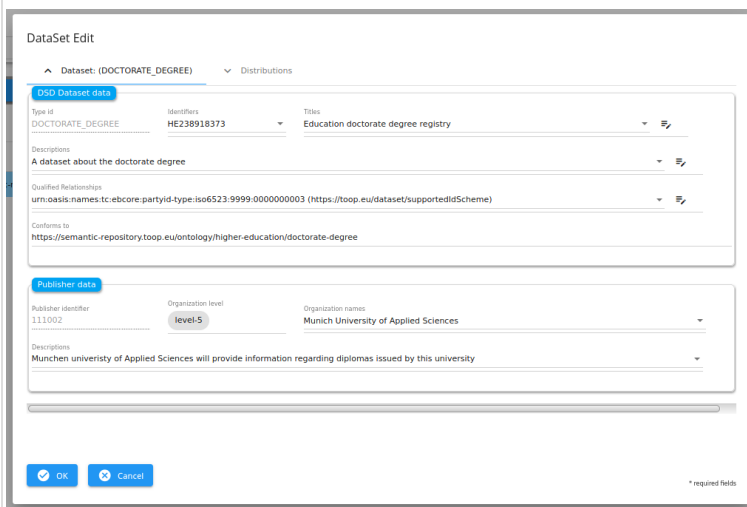 DataSet Edit
Dataset: (DOCTORATE_DEGREE) Distributions
DSD Dataset data
Type id Identifiers Titles
DOCTORATE_DEGREE HE238918373 Education doctorate degree registry
Descriptions
A dataset about the doctorate degree
Qualified Relationships
urn:oasis:names:tc:ebcore:partyid-type:iso6523:9999:0000000003 (https://toop.eu/dataset/supportedIdScheme)
Conforms to
https://semantic-repository.toop.eu/ontology/higher-education/doctorate-degree
Publisher data
Publisher identifier Organization level Organization names
111002 level-5 Munich University of Applied Sciences
Descriptions
Munchen univeristy of Applied Sciences will provide information regarding diplomas issued by this university
OK Cancel
* required fields